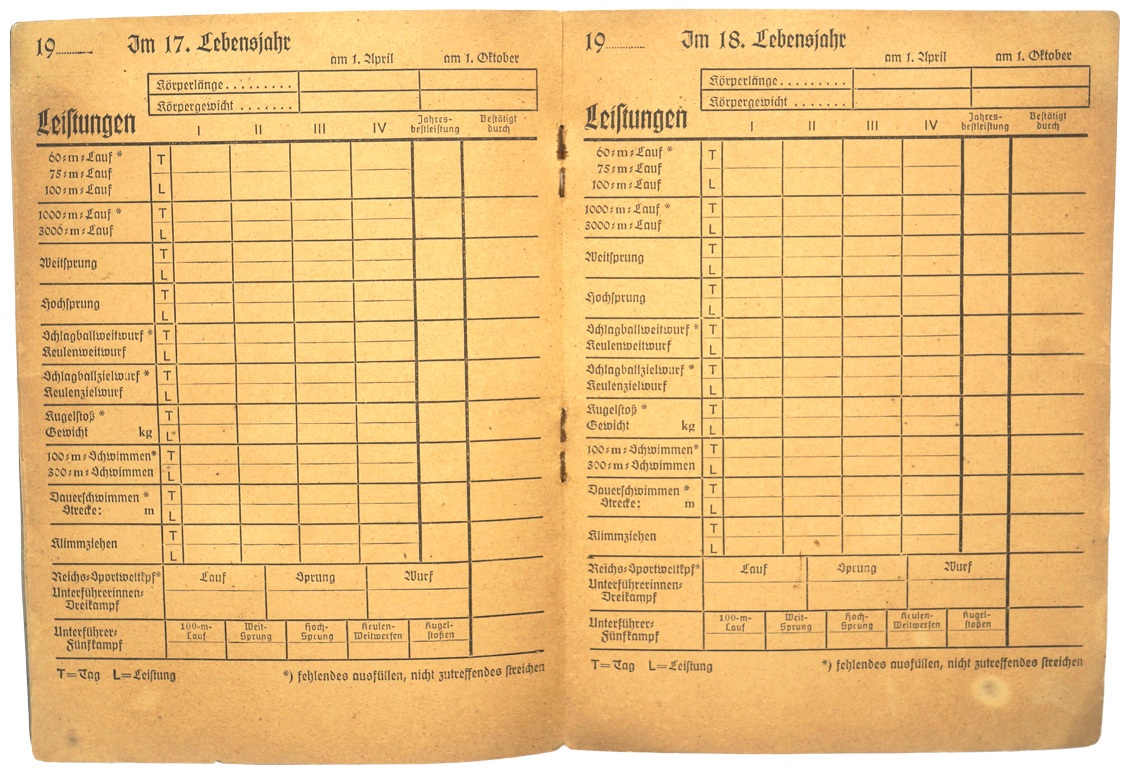 19........ Im 17. Lebensjahr
am 1. April am 1. Oktober
Körperlänge . . . . . . . . .
Körpergewicht . . . . . . .
Leistungen I II III IV Jahres-bestleistung Bestätigt durch
60=m=Lauf * T
75=m=Lauf
100=m=Lauf L
1000=m=Lauf * T
3000=m=Lauf L
Weitsprung T
L
Hochsprung T
L
Schlagballweitwurf * T
Keulenweitwurf L
Schlagballzielwurf * T
Keulenzielwurf L
Kugelstoß * T
Gewicht kg L
100=m=Schwimmen* T
300=m=Schwimmen L
Dauerschwimmen * T
Strecke: m L
Klimmziehen T
L
Reichs=Sportwettkpf* Lauf Sprung Wurf
Unterführerinnen=
Dreikampf
Unterführer= 100-m-Lauf Weit-Sprung Hoch-Sprung Keulen-Weitwerfen Kugel-stoßen
Fünfkampf
T=Tag L=Leistung *) fehlendes ausfüllen, nicht zutreffendes streichen
19........ Im 18. Lebensjahr
am 1. April am 1. Oktober
Körperlänge . . . . . . . . .
Körpergewicht . . . . . . .
Leistungen I II III IV Jahres-bestleistung Bestätigt durch
60=m=Lauf * T
75=m=Lauf
100=m=Lauf L
1000=m=Lauf * T
3000=m=Lauf L
Weitsprung T
L
Hochsprung T
L
Schlagballweitwurf * T
Keulenweitwurf L
Schlagballzielwurf * T
Keulenzielwurf L
Kugelstoß * T
Gewicht kg L
100=m=Schwimmen* T
300=m=Schwimmen L
Dauerschwimmen * T
Strecke: m L
Klimmziehen T
L
Reichs=Sportwettkpf* Lauf Sprung Wurf
Unterführerinnen=
Dreikampf
Unterführer= 100-m-Lauf Weit-Sprung Hoch-Sprung Keulen-Weitwerfen Kugel-stoßen
Fünfkampf
T=Tag L=Leistung *) fehlendes ausfüllen, nicht zutreffendes streichen